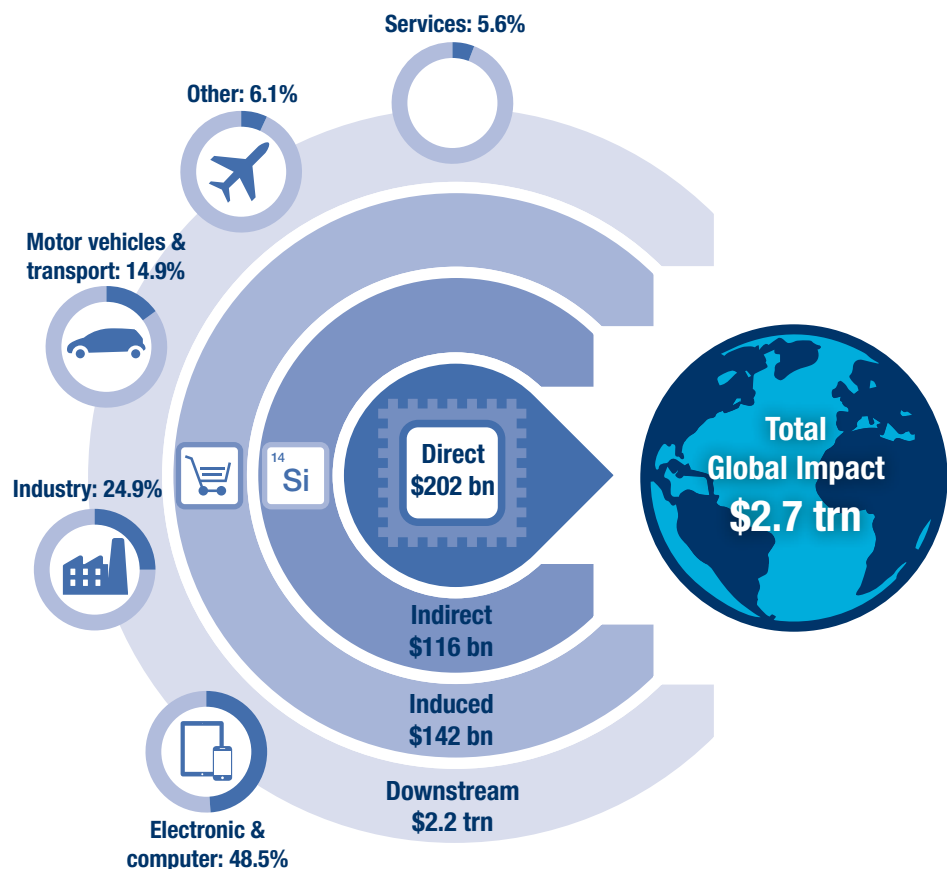 Services: 5.6%
Other: 6.1%
Motor vehicles &
transport: 14.9%
Industry: 24.9%
14
Si
Direct
$202 bn
Total
Global Impact
$2.7 trn
Indirect
$116 bn
Induced
$142 bn
Downstream
$2.2 trn
Electronic &
computer: 48.5%